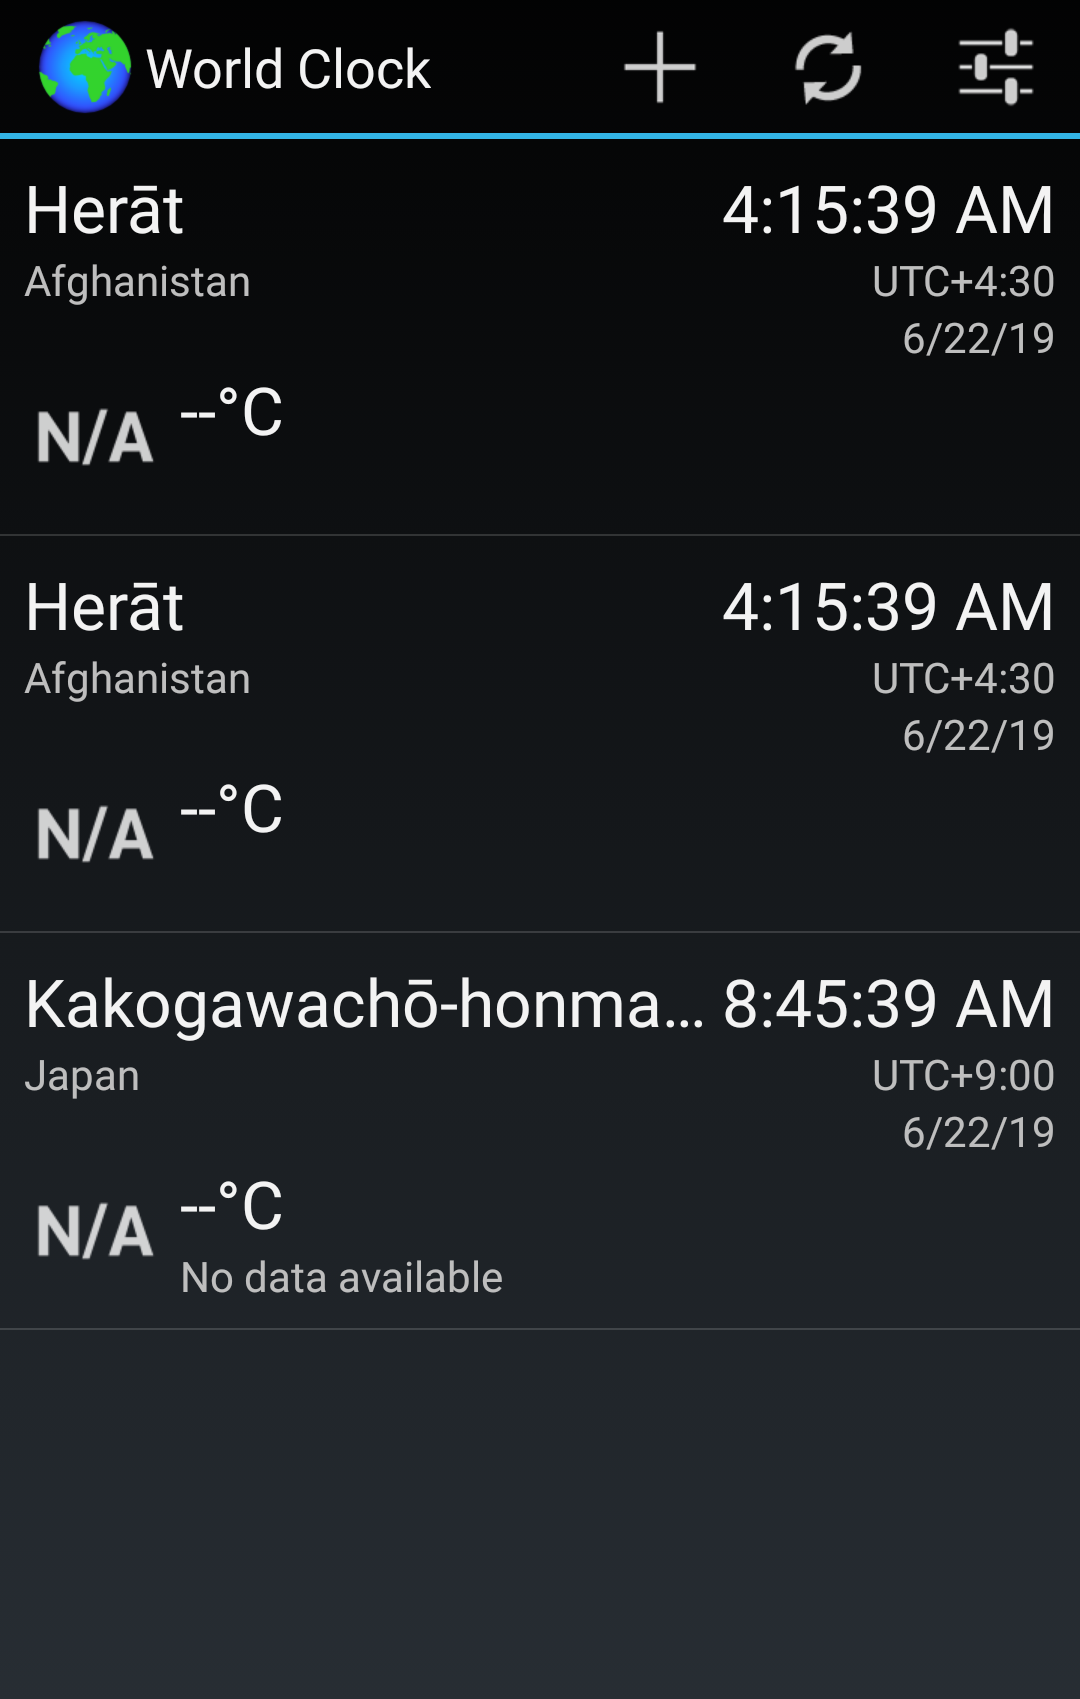 World Clock
Herāt 4:15:39 AM
Afghanistan UTC+4:30
6/22/19
N/A --°C
Herāt 4:15:39 AM
Afghanistan UTC+4:30
6/22/19
N/A --°C
Kakogawachō-honma... 8:45:39 AM
Japan UTC+9:00
6/22/19
N/A --°C
No data available